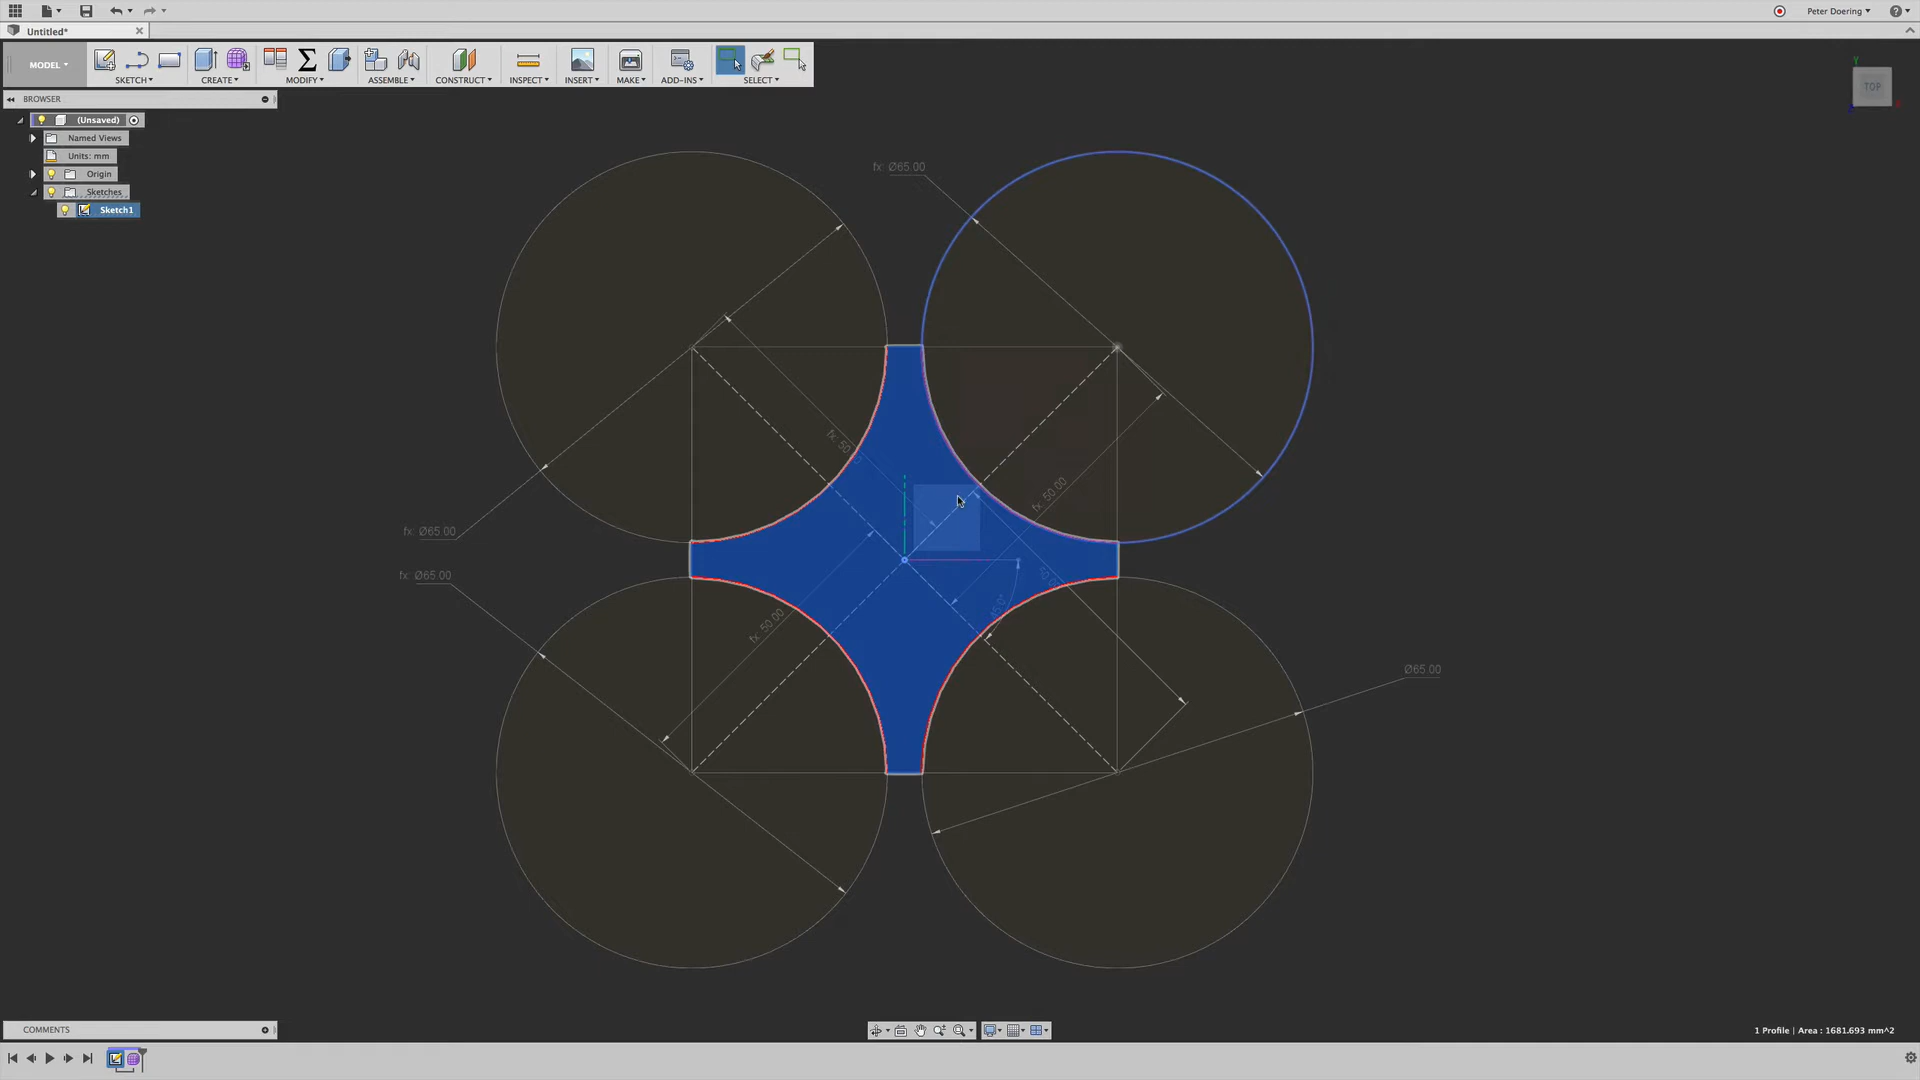 Peter Doering
Untitled*
MODEL
SKETCH
CREATE
MODIFY
ASSEMBLE
CONSTRUCT
INSPECT
INSERT
MAKE
ADD-INS
SELECT
BROWSER
(Unsaved)
Named Views
Units: mm
Origin
Sketches
Sketch1
Y
TOP
fx: Ø65.00
fx: 50.00
fx: Ø65.00
fx: Ø65.00
fx: 50.00
45.0°
Ø65.00
COMMENTS
1 Profile | Area : 1681.693 mm^2